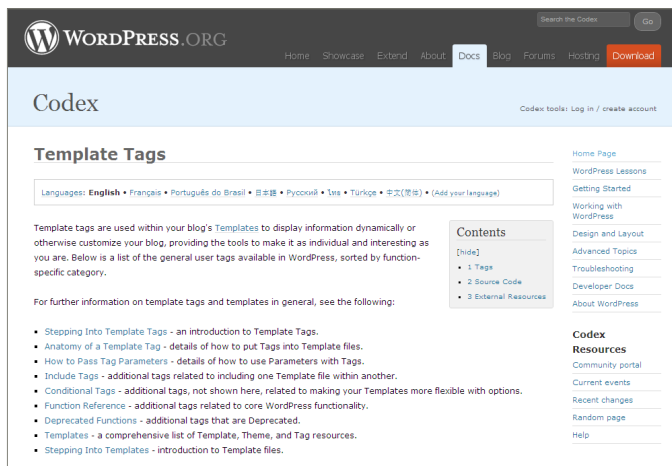 Search the Codex
Go
WORDPRESS.ORG
Home Showcase Extend About Docs Blog Forums Hosting Download
Codex
Codex tools: Log in / create account
Template Tags
Languages: English • Français • Português do Brasil • 日本語 • Русский • ไทย • Türkçe • 中文(简体) • (Add your language)
Template tags are used within your blog's Templates to display information dynamically or
otherwise customize your blog, providing the tools to make it as individual and interesting as
you are. Below is a list of the general user tags available in WordPress, sorted by function-
specific category.
For further information on template tags and templates in general, see the following:
▪ Stepping Into Template Tags - an introduction to Template Tags.
▪ Anatomy of a Template Tag - details of how to put Tags into Template files.
▪ How to Pass Tag Parameters - details of how to use Parameters with Tags.
▪ Include Tags - additional tags related to including one Template file within another.
▪ Conditional Tags - additional tags, not shown here, related to making your Templates more flexible with options.
▪ Function Reference - additional tags related to core WordPress functionality.
▪ Deprecated Functions - additional tags that are Deprecated.
▪ Templates - a comprehensive list of Template, Theme, and Tag resources.
▪ Stepping Into Templates - introduction to Template files.
Contents
[hide]
• 1 Tags
• 2 Source Code
• 3 External Resources
Home Page
WordPress Lessons
Getting Started
Working with
WordPress
Design and Layout
Advanced Topics
Troubleshooting
Developer Docs
About WordPress
Codex
Resources
Community portal
Current events
Recent changes
Random page
Help